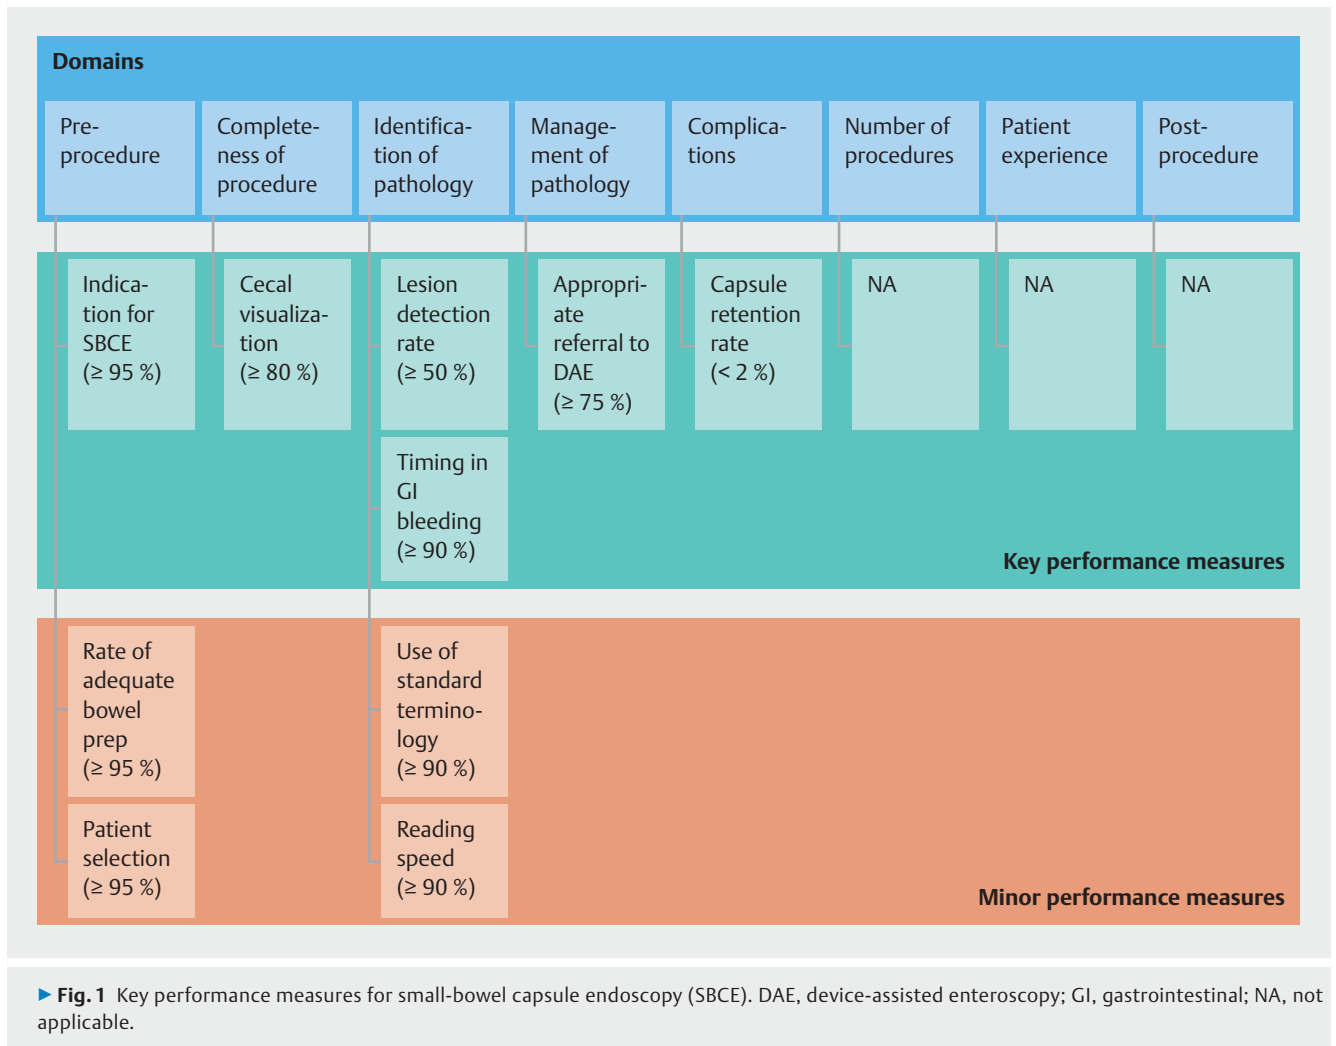 Domains
Pre-
procedure
Complete-
ness of
procedure
Identifica-
tion of
pathology
Manage-
ment of
pathology
Complica-
tions
Number of
procedures
Patient
experience
Post-
procedure
Indica-
tion for
SBCE
(≥ 95 %)
Cecal
visualiza-
tion
(≥ 80 %)
Lesion
detection
rate
(≥ 50 %)
Appropri-
ate
referral to
DAE
(≥ 75 %)
Capsule
retention
rate
(< 2 %)
NA
NA
NA
Timing in
GI
bleeding
(≥ 90 %)
Key performance measures
Rate of
adequate
bowel
prep
(≥ 95 %)
Use of
standard
termino-
logy
(≥ 90 %)
Patient
selection
(≥ 95 %)
Reading
speed
(≥ 90 %)
Minor performance measures
▶ Fig. 1 Key performance measures for small-bowel capsule endoscopy (SBCE). DAE, device-assisted enteroscopy; GI, gastrointestinal; NA, not
applicable.